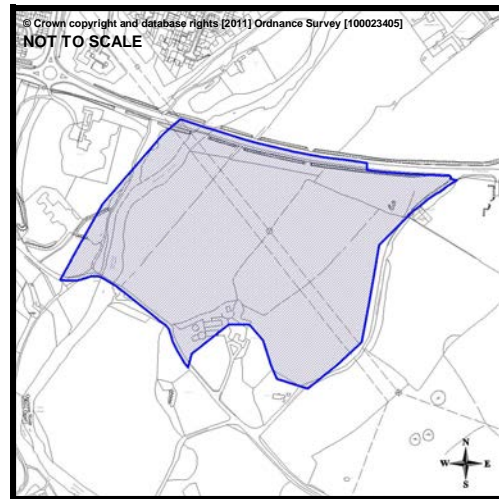 © Crown copyright and database rights [2011] Ordnance Survey [100023405]
NOT TO SCALE
N
W E
S